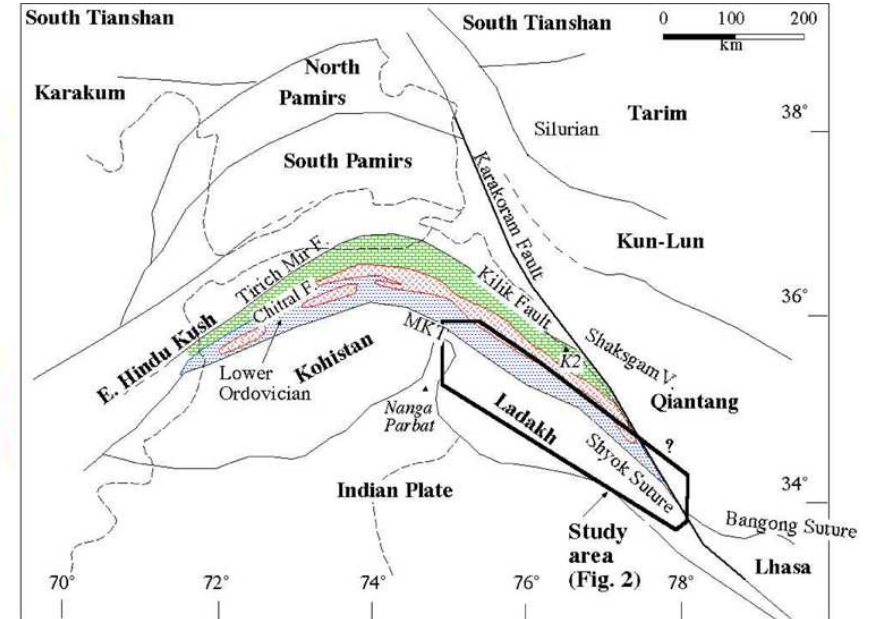 South Tianshan
South Tianshan
0 100 200
km
North
Pamirs
Karakum
Tarim
38°
Silurian
South Pamirs
Karakoram Fault
Kun-Lun
Tirich Mir F.
Kilik Fault
Chitral F.
36°
MKT
E. Hindu Kush
Kohistan
Shaksgam V.
K2
Lower
Ordovician
Qiantang
Nanga
Parbat
Ladakh
?
Shyok Suture
34°
Indian Plate
Bangong Suture
Study
area
(Fig. 2)
Lhasa
70° 72° 74° 76° 78°